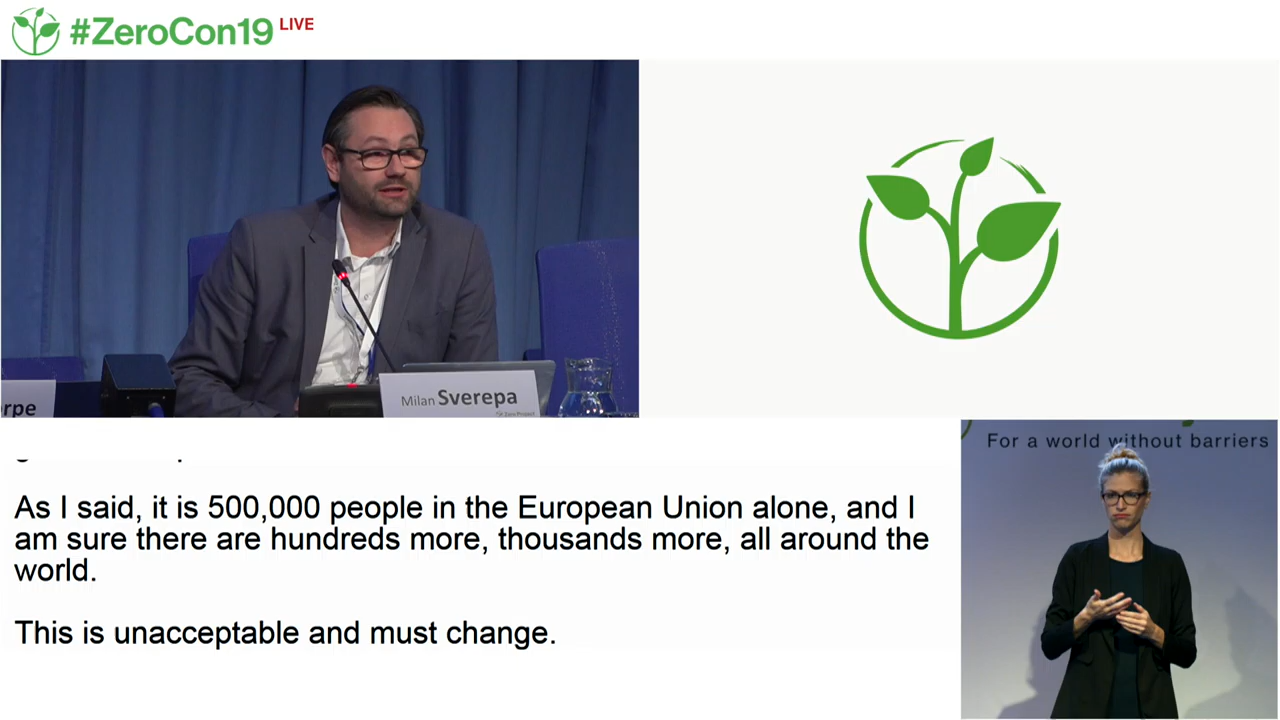 #ZeroCon19 LIVE
rpe
Milan Sverepa
For a world without barriers
As I said, it is 500,000 people in the European Union alone, and I
am sure there are hundreds more, thousands more, all around the
world.
This is unacceptable and must change.